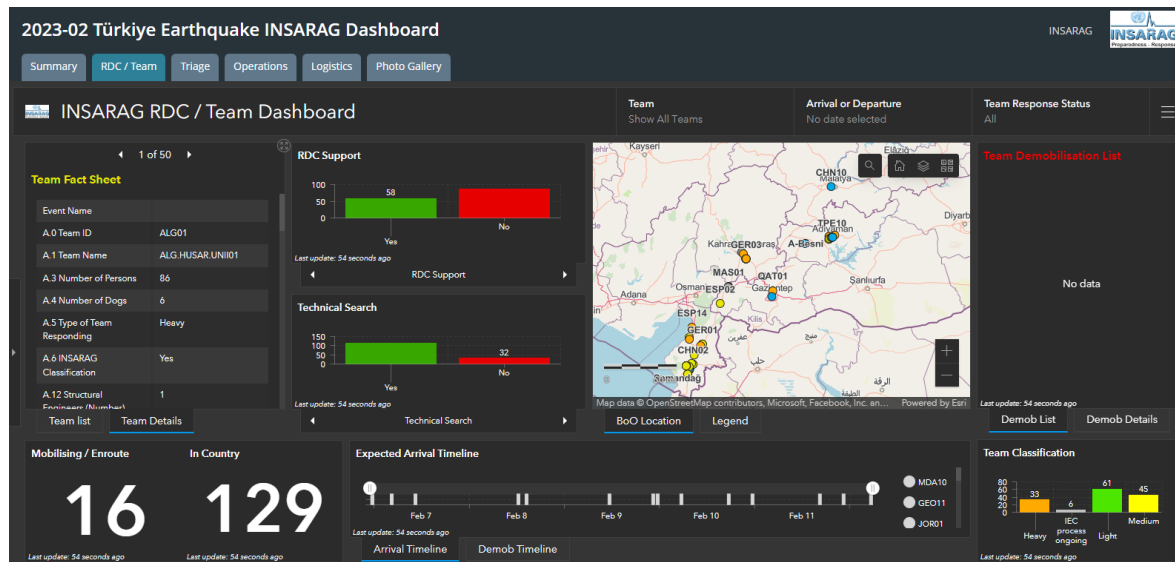 2023-02 Türkiye Earthquake INSARAG Dashboard
INSARAG
INSARAG
Preparedness - Response
Summary
RDC / Team
Triage
Operations
Logistics
Photo Gallery
INSARAG RDC / Team Dashboard
Team
Show All Teams
Arrival or Departure
No date selected
Team Response Status
All
1 of 50
Team Fact Sheet
Event Name
A.0 Team ID ALG01
A.1 Team Name ALG.HUSAR.UNII01
A.3 Number of Persons 86
A.4 Number of Dogs 6
A.5 Type of Team Responding Heavy
A.6 INSARAG Classification Yes
A.12 Structural Engineers (Number) 1
Team list
Team Details
RDC Support
100
50
0
58
Yes
No
Last update: 54 seconds ago
RDC Support
Technical Search
150
100
50
0
32
Yes
No
Last update: 54 seconds ago
Technical Search
Kayseri
Elazığ
CHN10
Malatya
TPE10
Adıyaman
Diyarb
GER03
A-Besni
MAS01
QAT01
Osman
ESP02
Gaziantep
Şanlıurfa
Adana
ESP14
Kilis
GER01
عفرين
منبج
CHN02
حلب
Samandağ
الرقة
الطبقة
Map data © OpenStreetMap contributors, Microsoft, Facebook, Inc. an...
Powered by Esri
BoO Location
Legend
Team Demobilisation List
No data
Last update: 54 seconds ago
Demob List
Demob Details
Mobilising / Enroute
16
Last update: 54 seconds ago
In Country
129
Last update: 54 seconds ago
Expected Arrival Timeline
Feb 7
Feb 8
Feb 9
Feb 10
Feb 11
MDA10
GEO11
JOR01
Last update: 54 seconds ago
Arrival Timeline
Demob Timeline
Team Classification
80
60
40
20
0
33
6
61
45
Heavy
IEC process ongoing
Light
Medium
Last update: 54 seconds ago